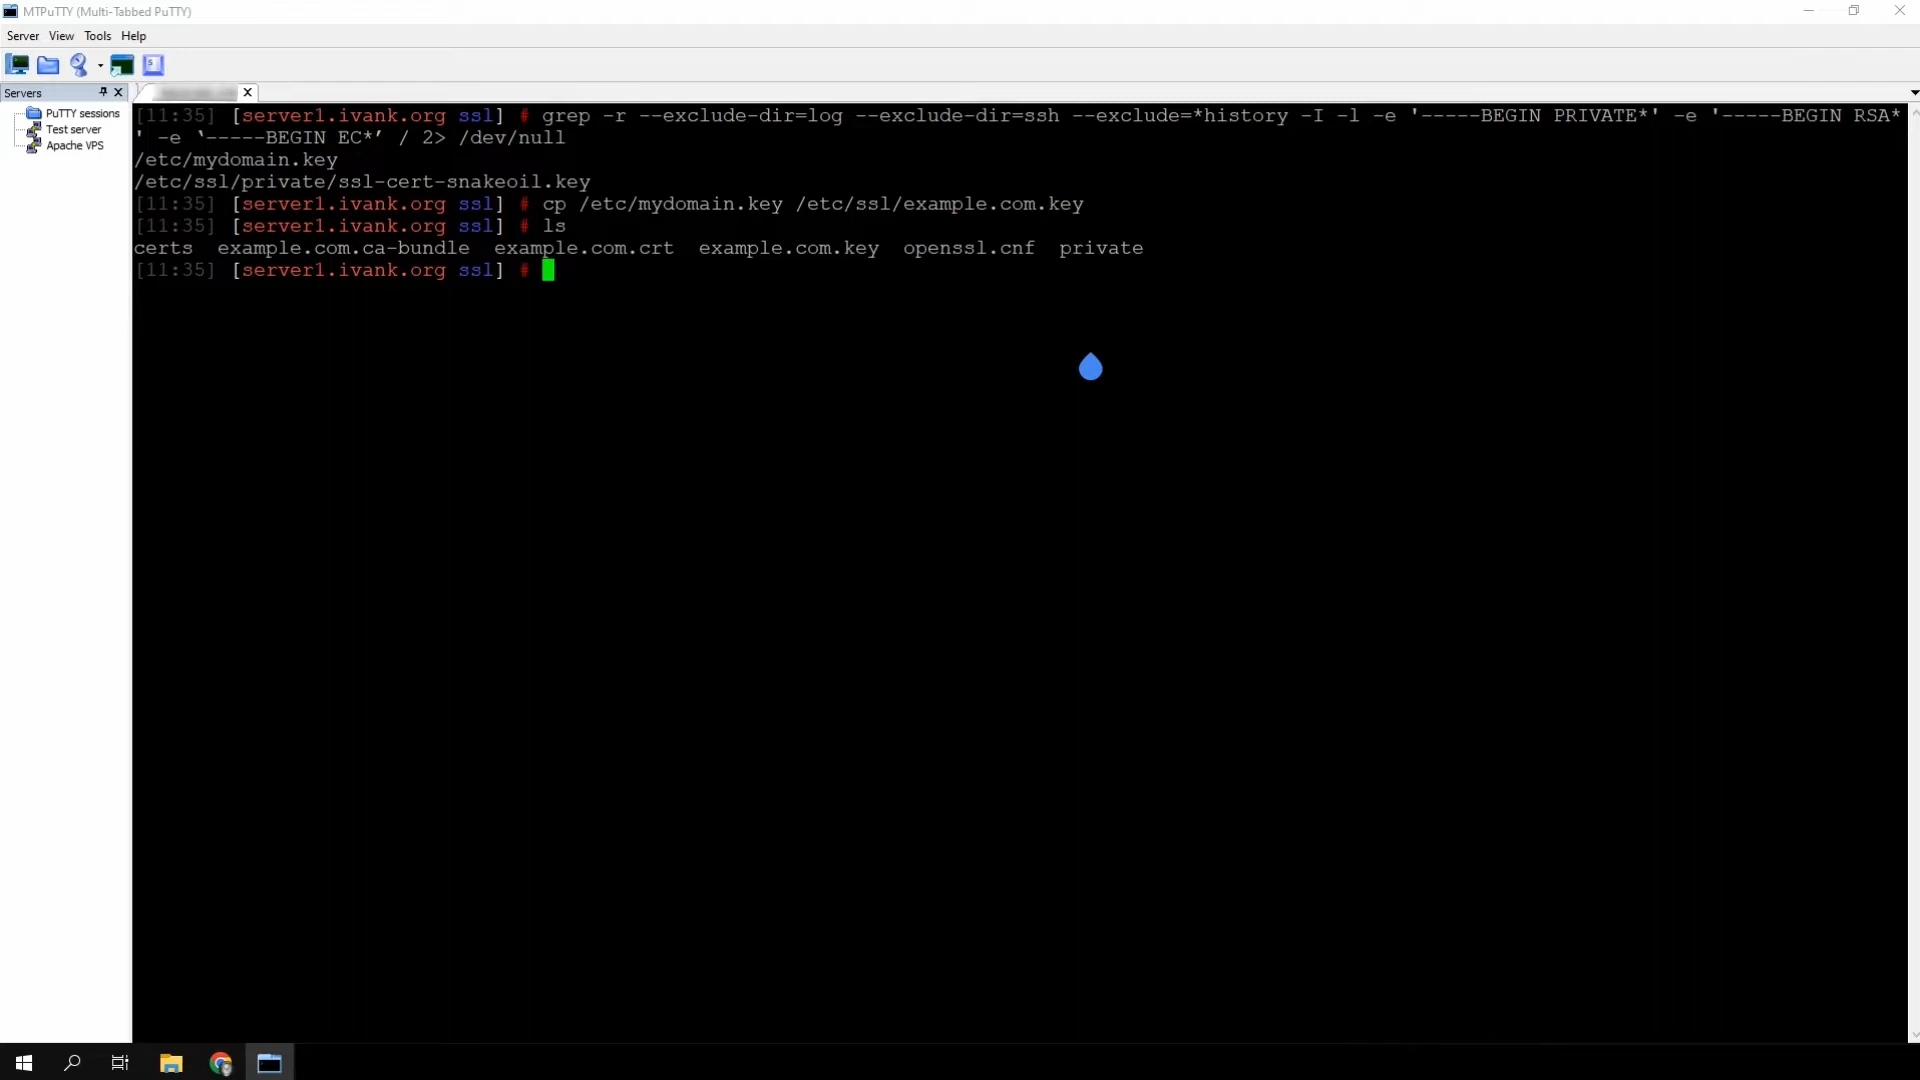 MTPuTTY (Multi-Tabbed PuTTY)
Server View Tools Help
Servers
PuTTY sessions
Test server
Apache VPS
[11:35] [server1.ivank.org ssl] # grep -r --exclude-dir=log --exclude-dir=ssh --exclude=*history -I -l -e '-----BEGIN PRIVATE*' -e '-----BEGIN RSA*
' -e ‘-----BEGIN EC*’ / 2> /dev/null
/etc/mydomain.key
/etc/ssl/private/ssl-cert-snakeoil.key
[11:35] [server1.ivank.org ssl] # cp /etc/mydomain.key /etc/ssl/example.com.key
[11:35] [server1.ivank.org ssl] # ls
certs example.com.ca-bundle example.com.crt example.com.key openssl.cnf private
[11:35] [server1.ivank.org ssl] #